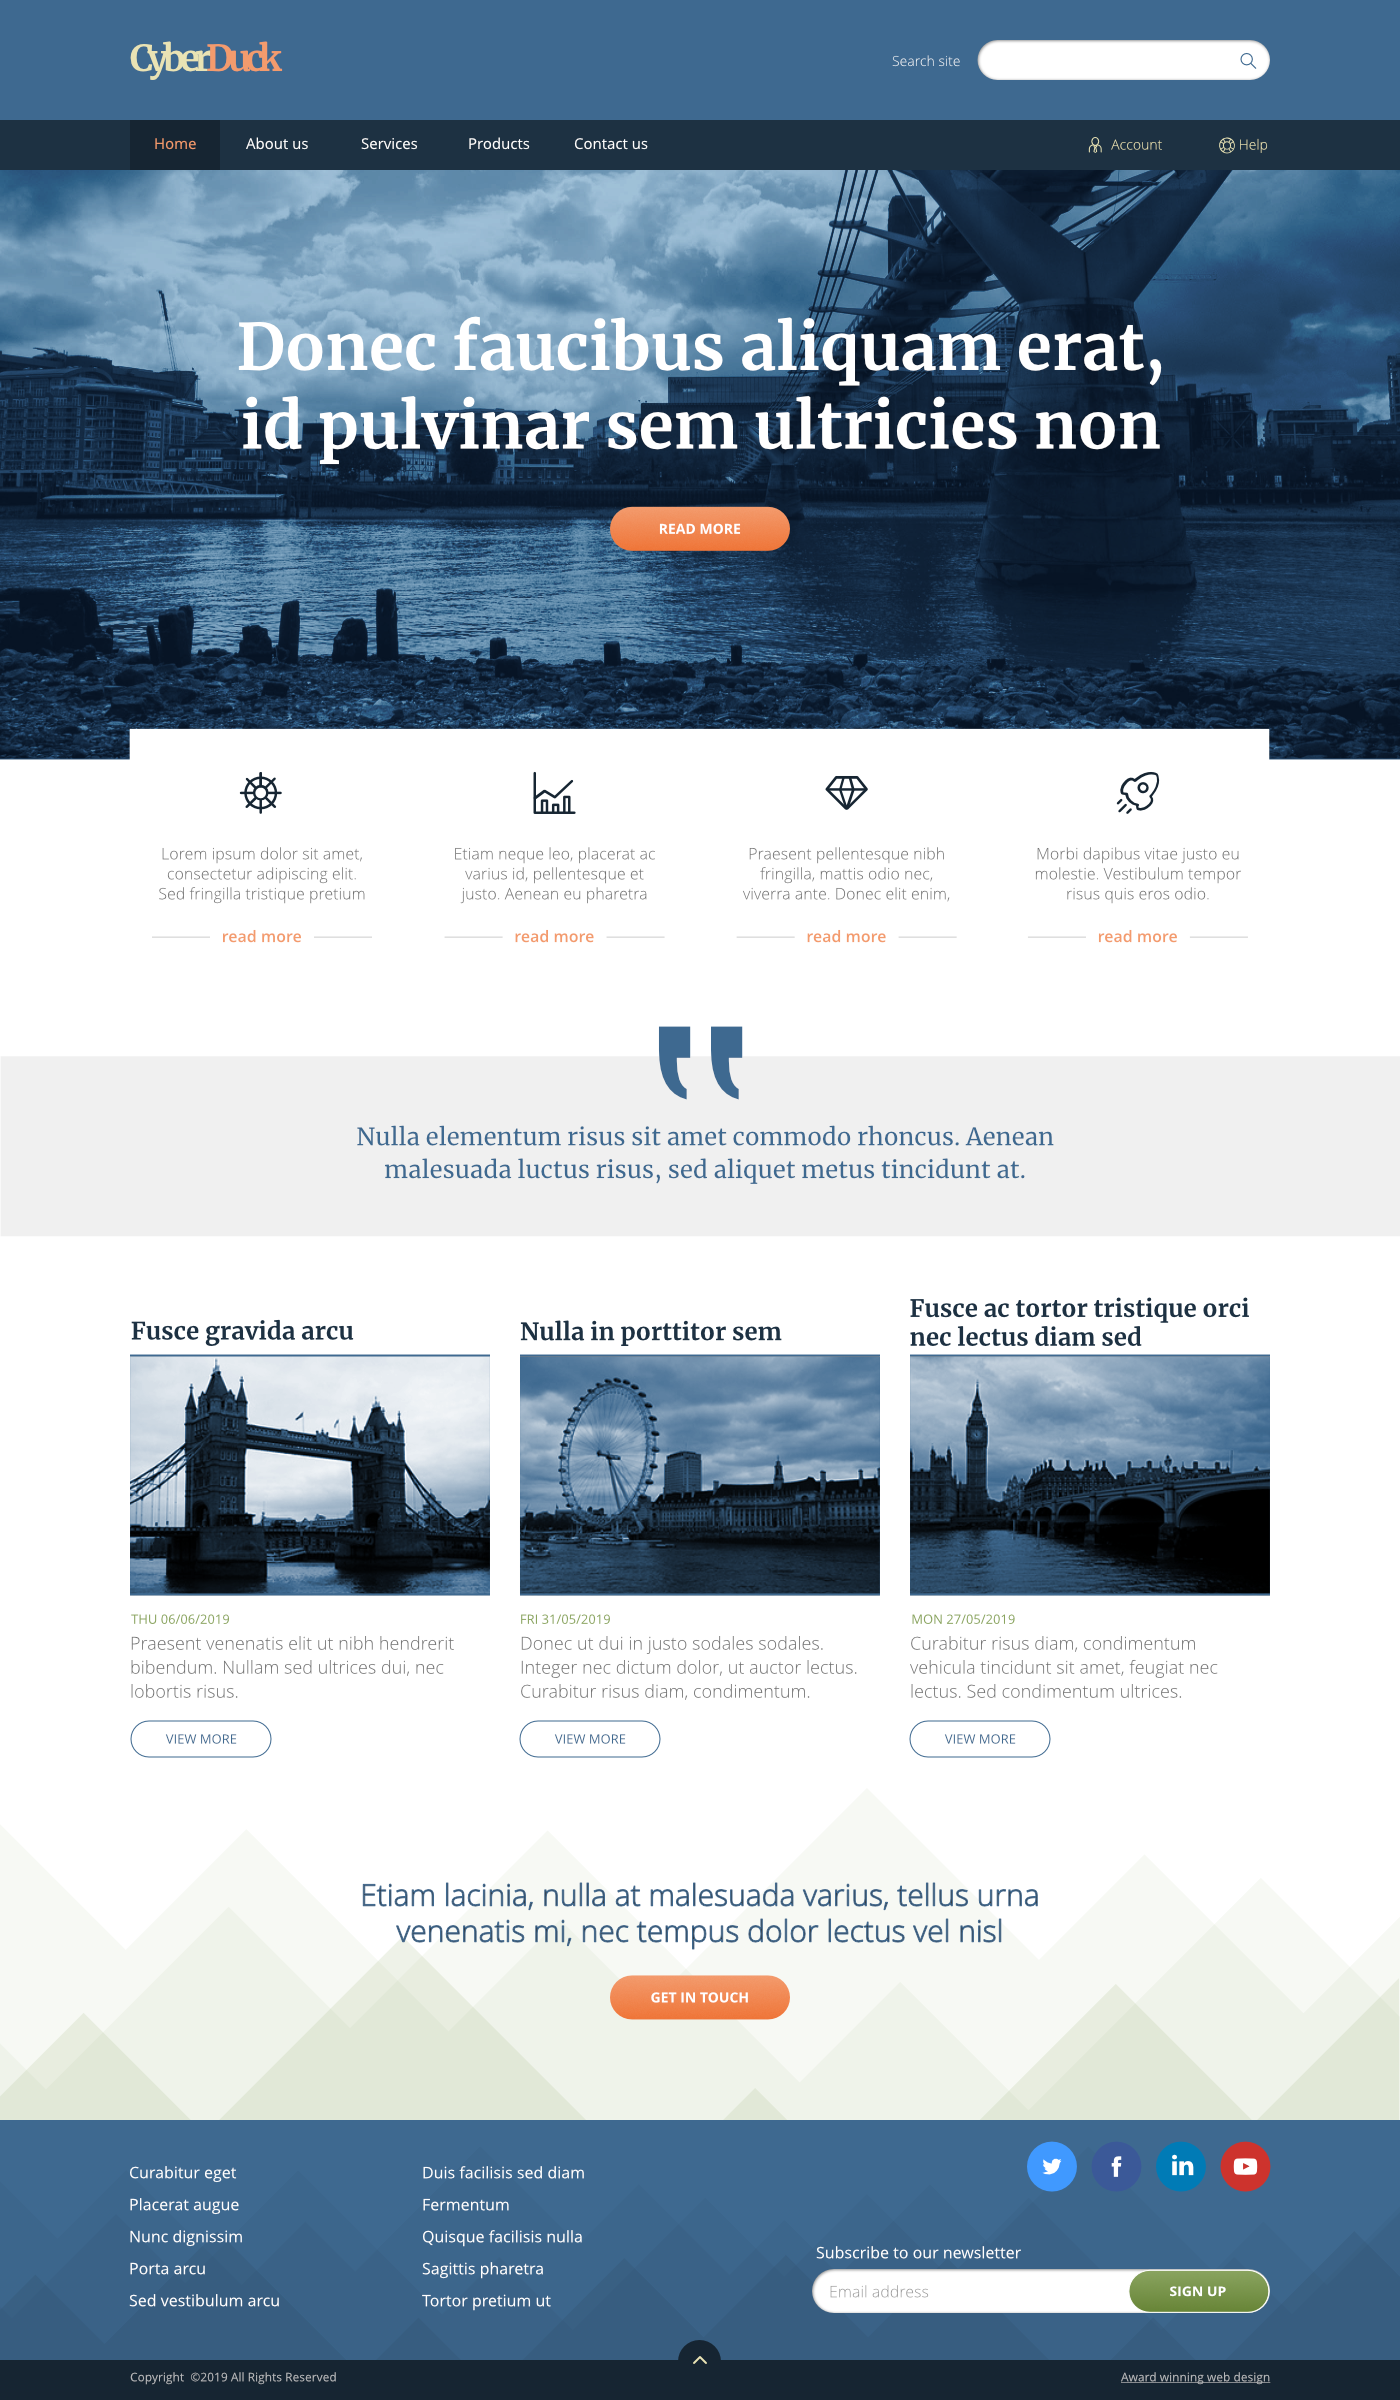 CyberDuck
Search site
Home
About us
Services
Products
Contact us
Account
Help
Donec faucibus aliquam erat,
id pulvinar sem ultricies non
READ MORE
Lorem ipsum dolor sit amet,
consectetur adipiscing elit.
Sed fringilla tristique pretium
read more
Etiam neque leo, placerat ac
varius id, pellentesque et
justo. Aenean eu pharetra
read more
Praesent pellentesque nibh
fringilla, mattis odio nec,
viverra ante. Donec elit enim,
read more
Morbi dapibus vitae justo eu
molestie. Vestibulum tempor
risus quis eros odio.
read more
Nulla elementum risus sit amet commodo rhoncus. Aenean
malesuada luctus risus, sed aliquet metus tincidunt at.
Fusce gravida arcu
THU 06/06/2019
Praesent venenatis elit ut nibh hendrerit
bibendum. Nullam sed ultrices dui, nec
lobortis risus.
VIEW MORE
Nulla in porttitor sem
FRI 31/05/2019
Donec ut dui in justo sodales sodales.
Integer nec dictum dolor, ut auctor lectus.
Curabitur risus diam, condimentum.
VIEW MORE
Fusce ac tortor tristique orci
nec lectus diam sed
MON 27/05/2019
Curabitur risus diam, condimentum
vehicula tincidunt sit amet, feugiat nec
lectus. Sed condimentum ultrices.
VIEW MORE
Etiam lacinia, nulla at malesuada varius, tellus urna
venenatis mi, nec tempus dolor lectus vel nisl
GET IN TOUCH
Curabitur eget
Placerat augue
Nunc dignissim
Porta arcu
Sed vestibulum arcu
Duis facilisis sed diam
Fermentum
Quisque facilisis nulla
Sagittis pharetra
Tortor pretium ut
f
in
Subscribe to our newsletter
Email address
SIGN UP
Copyright ©2019 All Rights Reserved
Award winning web design